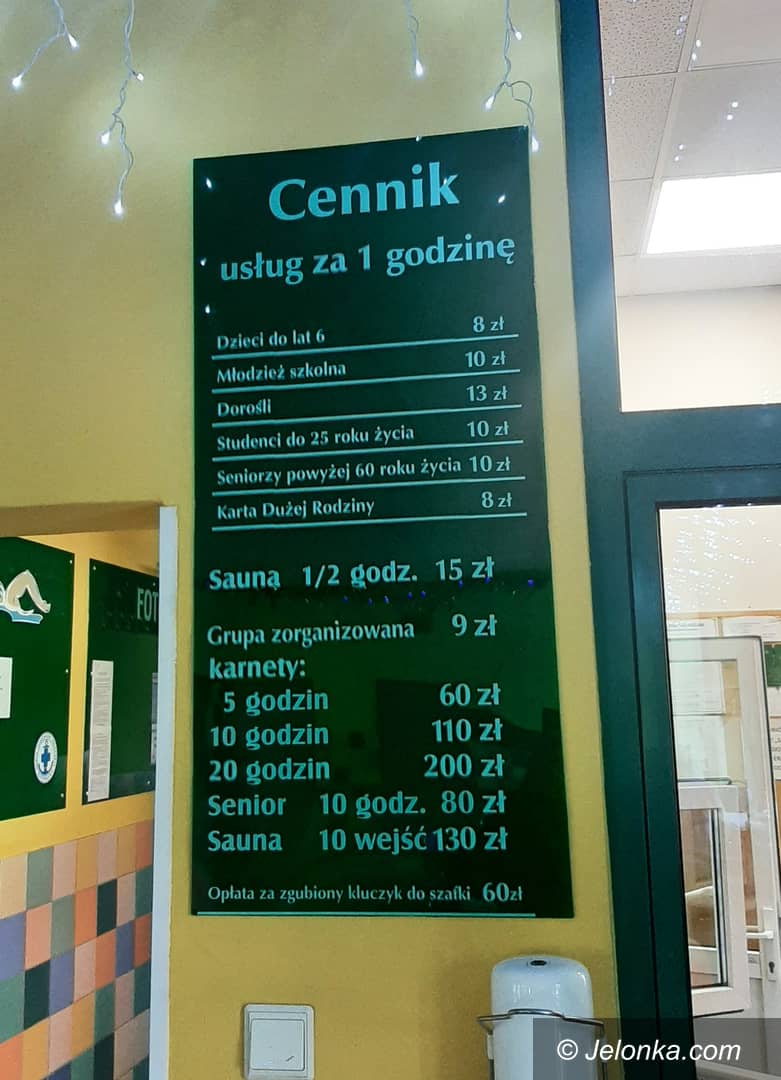 Cennik
usług za 1 godzinę
Dzieci do lat 6 8 zł
Młodzież szkolna 10 zł
Dorośli 13 zł
Studenci do 25 roku życia 10 zł
Seniorzy powyżej 60 roku życia 10 zł
Karta Dużej Rodziny 8 zł
Sauna 1/2 godz. 15 zł
Grupa zorganizowana 9 zł
karnety:
5 godzin 60 zł
10 godzin 110 zł
20 godzin 200 zł
Senior 10 godz. 80 zł
Sauna 10 wejść 130 zł
Opłata za zgubiony kluczyk do szafki 60zł
FOT
© Jelonka.com